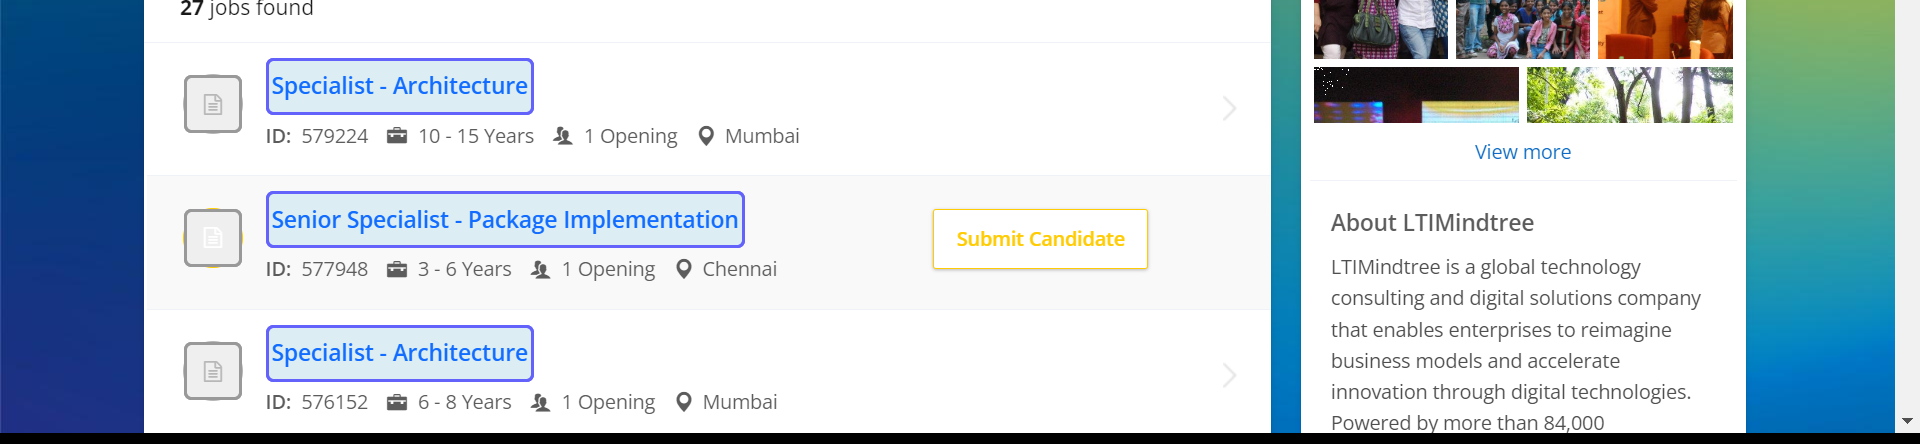 27 jobs found
Specialist - Architecture
ID: 579224 10 - 15 Years 1 Opening Mumbai
Senior Specialist - Package Implementation
ID: 577948 3 - 6 Years 1 Opening Chennai
Submit Candidate
Specialist - Architecture
ID: 576152 6 - 8 Years 1 Opening Mumbai
View more
About LTIMindtree
LTIMindtree is a global technology
consulting and digital solutions company
that enables enterprises to reimagine
business models and accelerate
innovation through digital technologies.
Powered by more than 84,000